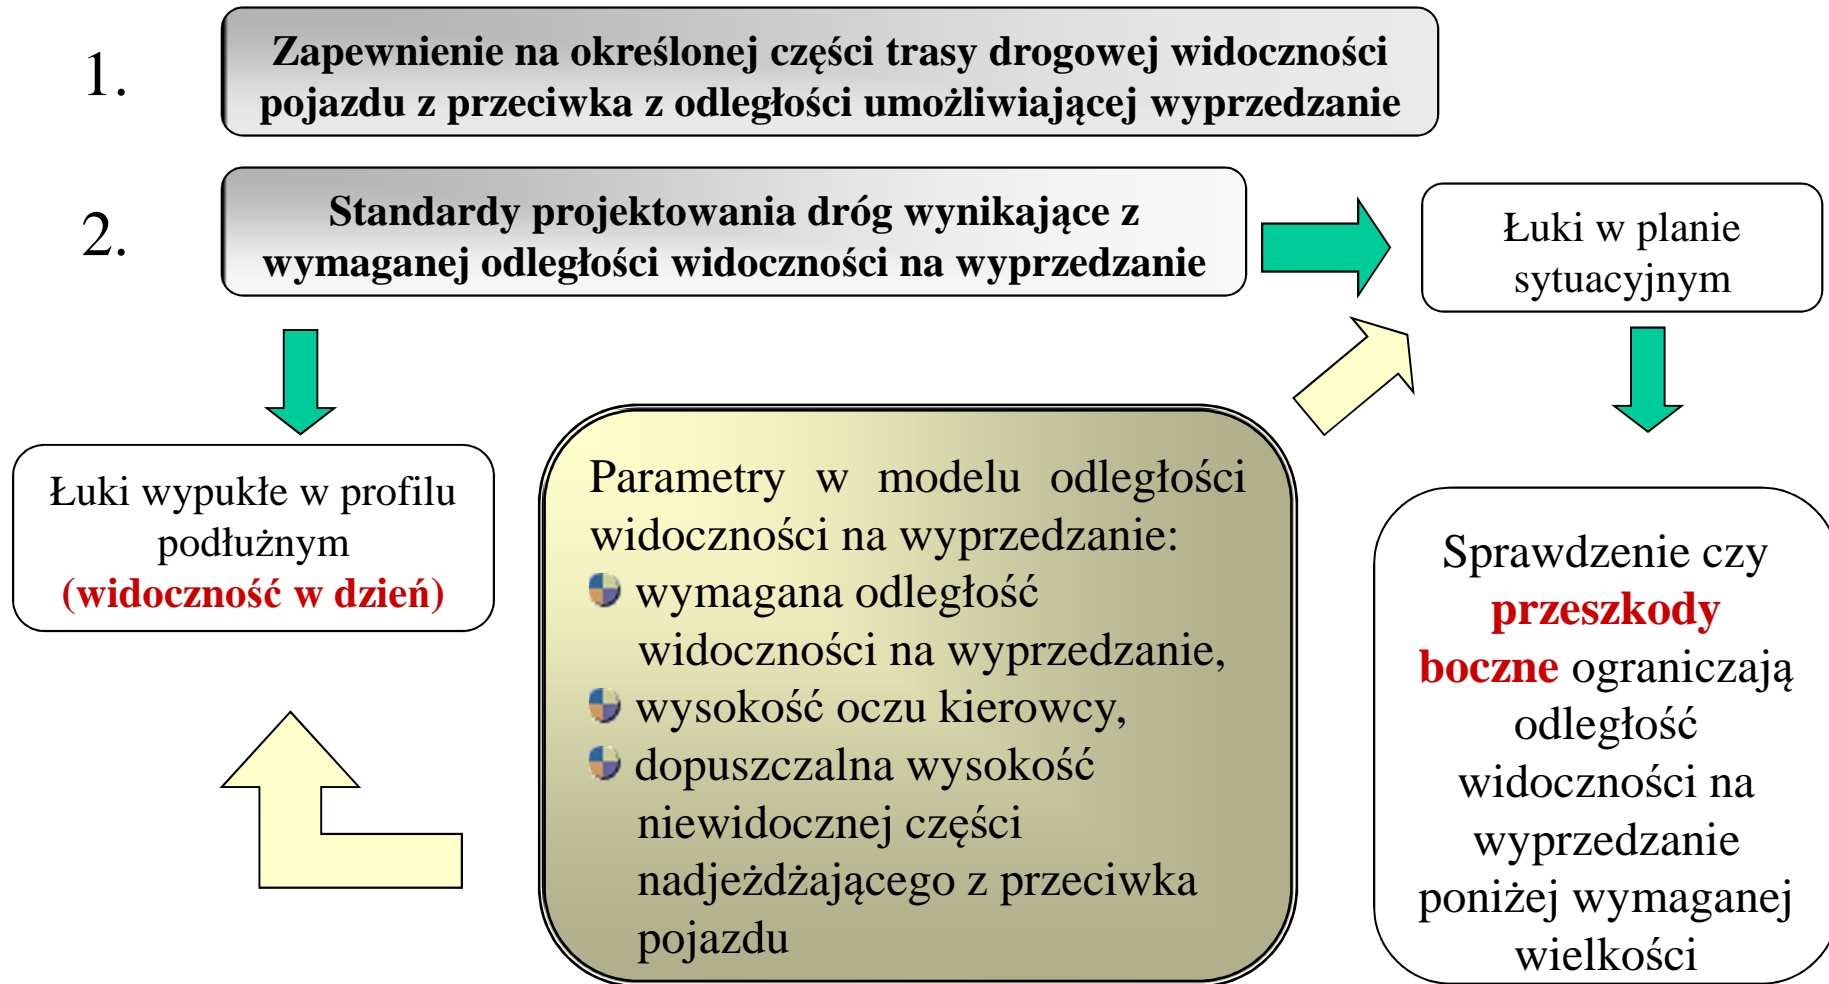 1.
Zapewnienie na określonej części trasy drogowej widoczności
pojazdu z przeciwka z odległości umożliwiającej wyprzedzanie
2.
Standardy projektowania dróg wynikające z
wymaganej odległości widoczności na wyprzedzanie
Łuki w planie
sytuacyjnym
Łuki wypukłe w profilu
podłużnym
(widoczność w dzień)
Parametry w modelu odległości
widoczności na wyprzedzanie:
wymagana odległość
widoczności na wyprzedzanie,
wysokość oczu kierowcy,
dopuszczalna wysokość
niewidocznej części
nadjeżdżającego z przeciwka
pojazdu
Sprawdzenie czy
przeszkody
boczne ograniczają
odległość
widoczności na
wyprzedzanie
poniżej wymaganej
wielkości